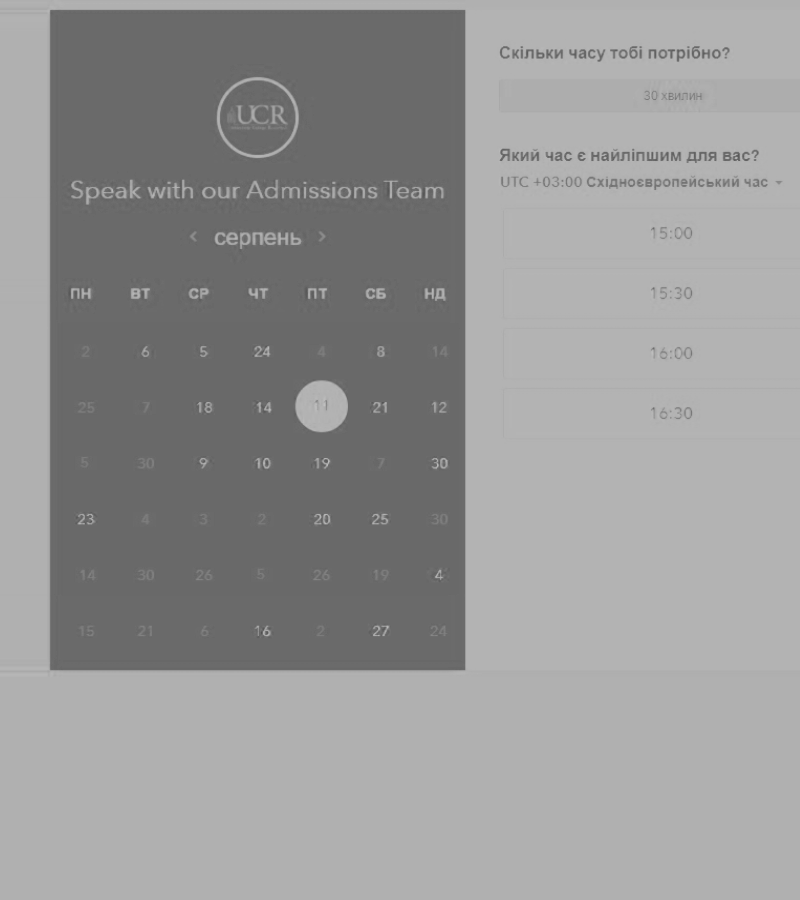 UCR
Speak with our Admissions Team
серпень
ПН ВТ СР ЧТ ПТ СБ НД
2 6 5 24 4 8 14
25 7 18 14 11 21 12
5 30 9 10 19 7 30
23 4 3 2 20 25 30
14 30 26 5 26 19 4
15 21 6 16 2 27 24
Скільки часу тобі потрібно?
30 хвилин
Який час є найліпшим для вас?
UTC +03:00 Східноєвропейський час
15:00
15:30
16:00
16:30